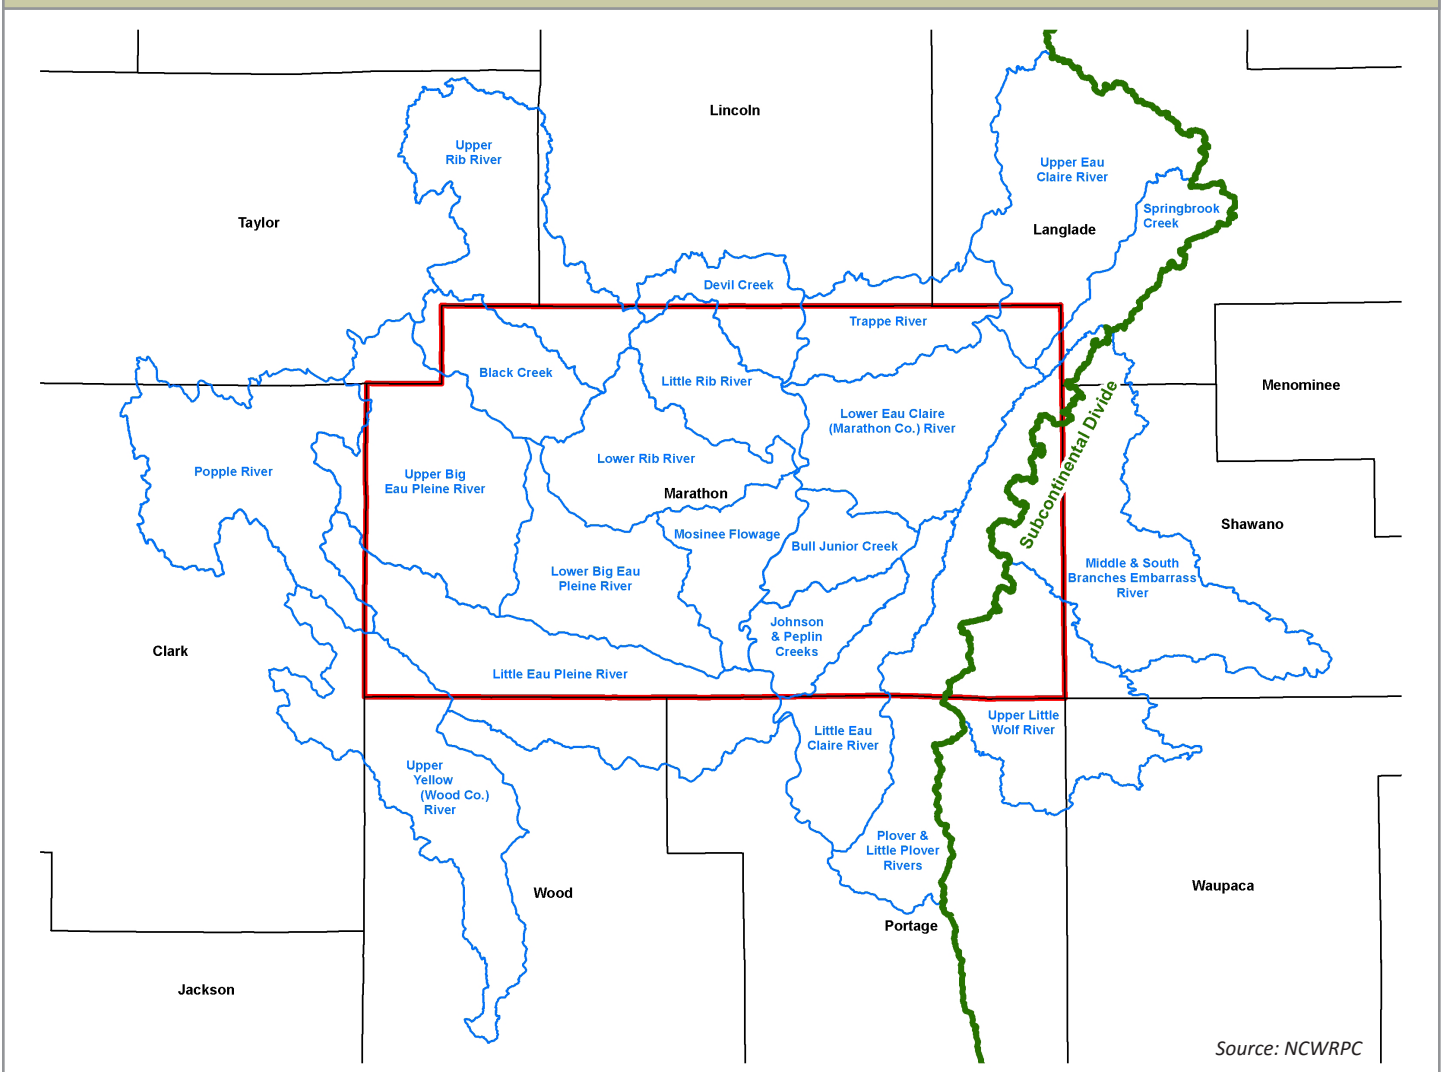 Lincoln
Upper
Rib River
Upper Eau
Claire River
Springbrook
Creek
Taylor
Langlade
Devil Creek
Trappe River
Black Creek
Little Rib River
Menominee
Lower Eau Claire
(Marathon Co.) River
Subcontinental Divide
Popple River
Lower Rib River
Upper Big
Eau Pleine River
Marathon
Shawano
Mosinee Flowage
Bull Junior Creek
Lower Big Eau
Pleine River
Middle & South
Branches Embarrass
River
Johnson
& Peplin
Creeks
Clark
Little Eau Pleine River
Little Eau
Claire River
Upper Little
Wolf River
Upper
Yellow
(Wood Co.)
River
Plover &
Little Plover
Rivers
Wood
Waupaca
Portage
Jackson
Source: NCWRPC